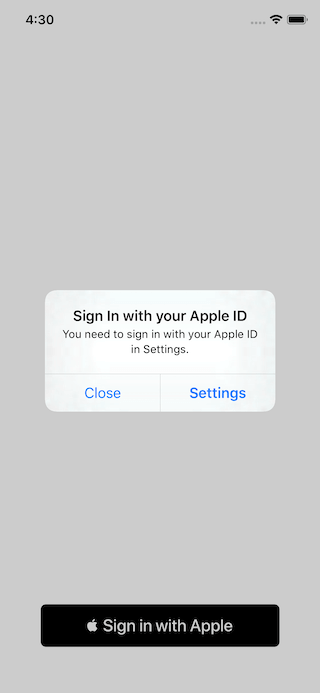 4:30
Sign In with your Apple ID
You need to sign in with your Apple ID
in Settings.
Close
Settings
Sign in with Apple